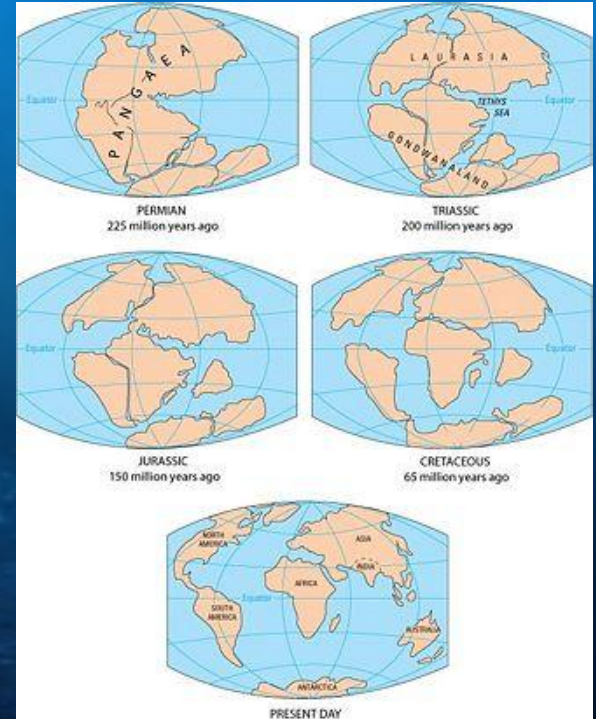 PANGAEA
Equator
PERMIAN
225 million years ago
LAURASIA
TETHYS
SEA
Equator
GONDWANALAND
TRIASSIC
200 million years ago
Equator
JURASSIC
150 million years ago
Equator
CRETACEOUS
65 million years ago
NORTH
AMERICA
ASIA
INDIA
AFRICA
Equator
SOUTH
AMERICA
AUSTRALIA
ANTARCTICA
PRESENT DAY